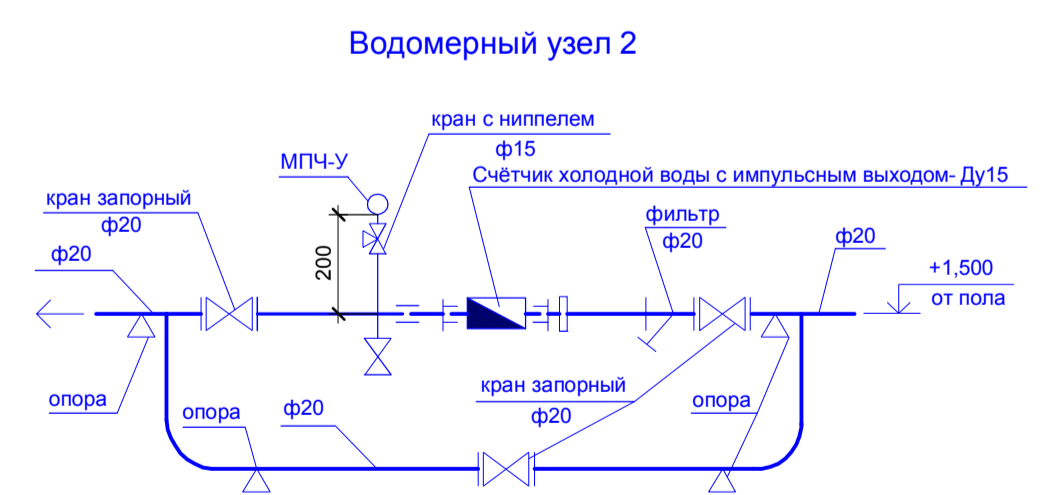 Водомерный узел 2
кран с ниппелем
ф15
МПЧ-У
Счётчик холодной воды с импульсным выходом- Ду15
кран запорный
ф20
фильтр
ф20
ф20
ф20
200
+1,500
от пола
опора
опора
ф20
кран запорный
ф20
опора